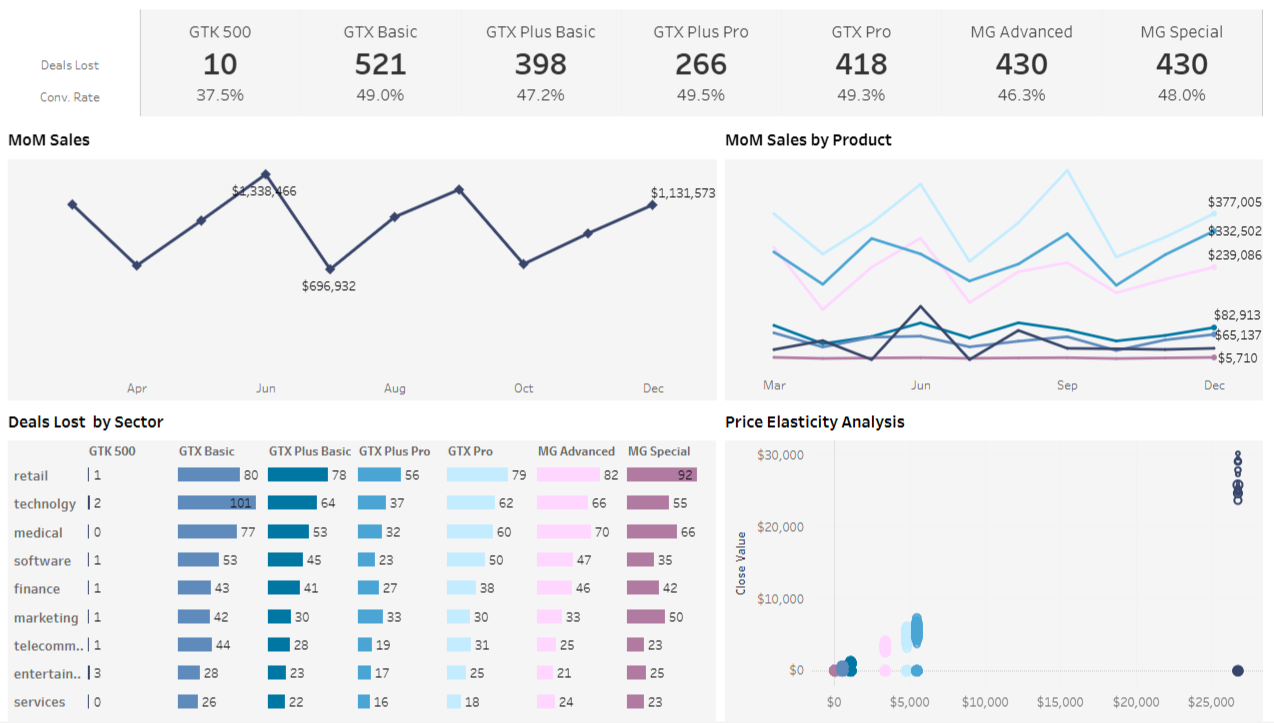 GTK 500 GTX Basic GTX Plus Basic GTX Plus Pro GTX Pro MG Advanced MG Special
Deals Lost 10 521 398 266 418 430 430
Conv. Rate 37.5% 49.0% 47.2% 49.5% 49.3% 46.3% 48.0%
MoM Sales
$1,338,466
$1,131,573
$696,932
Apr Jun Aug Oct Dec
MoM Sales by Product
$377,005
$332,502
$239,086
$82,913
$65,137
$5,710
Mar Jun Sep Dec
Deals Lost by Sector
GTK 500 GTX Basic GTX Plus Basic GTX Plus Pro GTX Pro MG Advanced MG Special
retail 1 80 78 56 79 82 92
technolgy 2 101 64 37 62 66 55
medical 0 77 53 32 60 70 66
software 1 53 45 23 50 47 35
finance 1 43 41 27 38 46 42
marketing 1 42 30 33 30 33 50
telecomm.. 1 44 28 19 31 25 23
entertain.. 3 28 23 17 25 21 25
services 0 26 22 16 18 24 23
Price Elasticity Analysis
Close Value
$30,000
$20,000
$10,000
$0
$0 $5,000 $10,000 $15,000 $20,000 $25,000